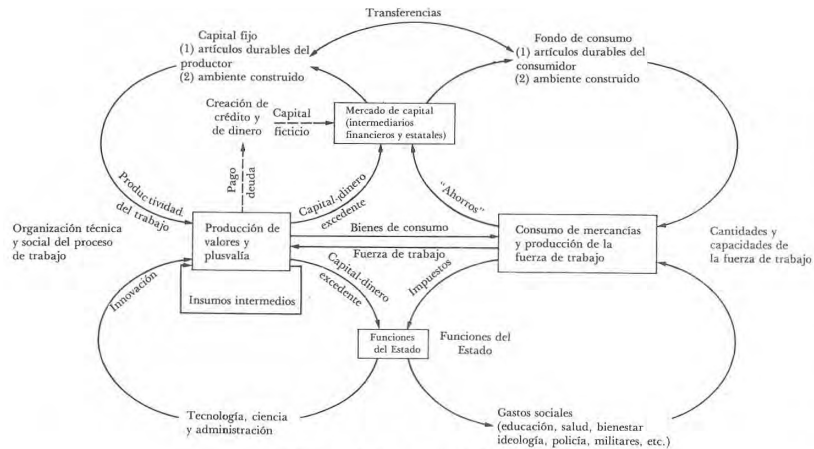 Transferencias
Capital fijo
(1) artículos durables del
productor
(2) ambiente construido
Fondo de consumo
(1) artículos durables del
consumidor
(2) ambiente construido
Creación de
crédito y
de dinero
Capital
ficticio
Mercado de capital
(intermediarios
financieros y estatales)
Pago
deuda
Productividad
del trabajo
Capital-dinero
excedente
"Ahorros"
Organización técnica
y social del proceso
de trabajo
Producción de
valores y
plusvalía
Bienes de consumo
Fuerza de trabajo
Consumo de mercancías
y producción de la
fuerza de trabajo
Cantidades y
capacidades de
la fuerza de trabajo
Innovación
Insumos intermedios
Capital-dinero
excedente
Impuestos
Funciones
del Estado
Funciones del
Estado
Tecnología, ciencia
y administración
Gastos sociales
(educación, salud, bienestar
ideología, policía, militares, etc.)